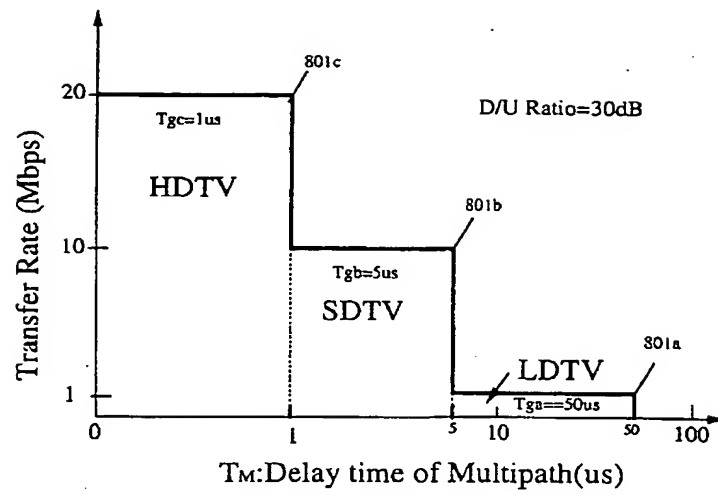 801c
20
Tgc=1us
D/U Ratio=30dB
HDTV
801b
10
Tgb=5us
SDTV
801a
LDTV
1
Tga==50us
0
1
5
10
50
100
Transfer Rate (Mbps)
TM:Delay time of Multipath(us)